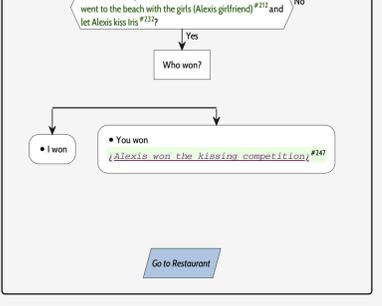 went to the beach with the girls (Alexis girlfriend) #212 and
let Alexis kiss Iris #232?
No
Yes
Who won?
• I won
• You won
¿Alexis won the kissing competition¿ #247
Go to Restaurant